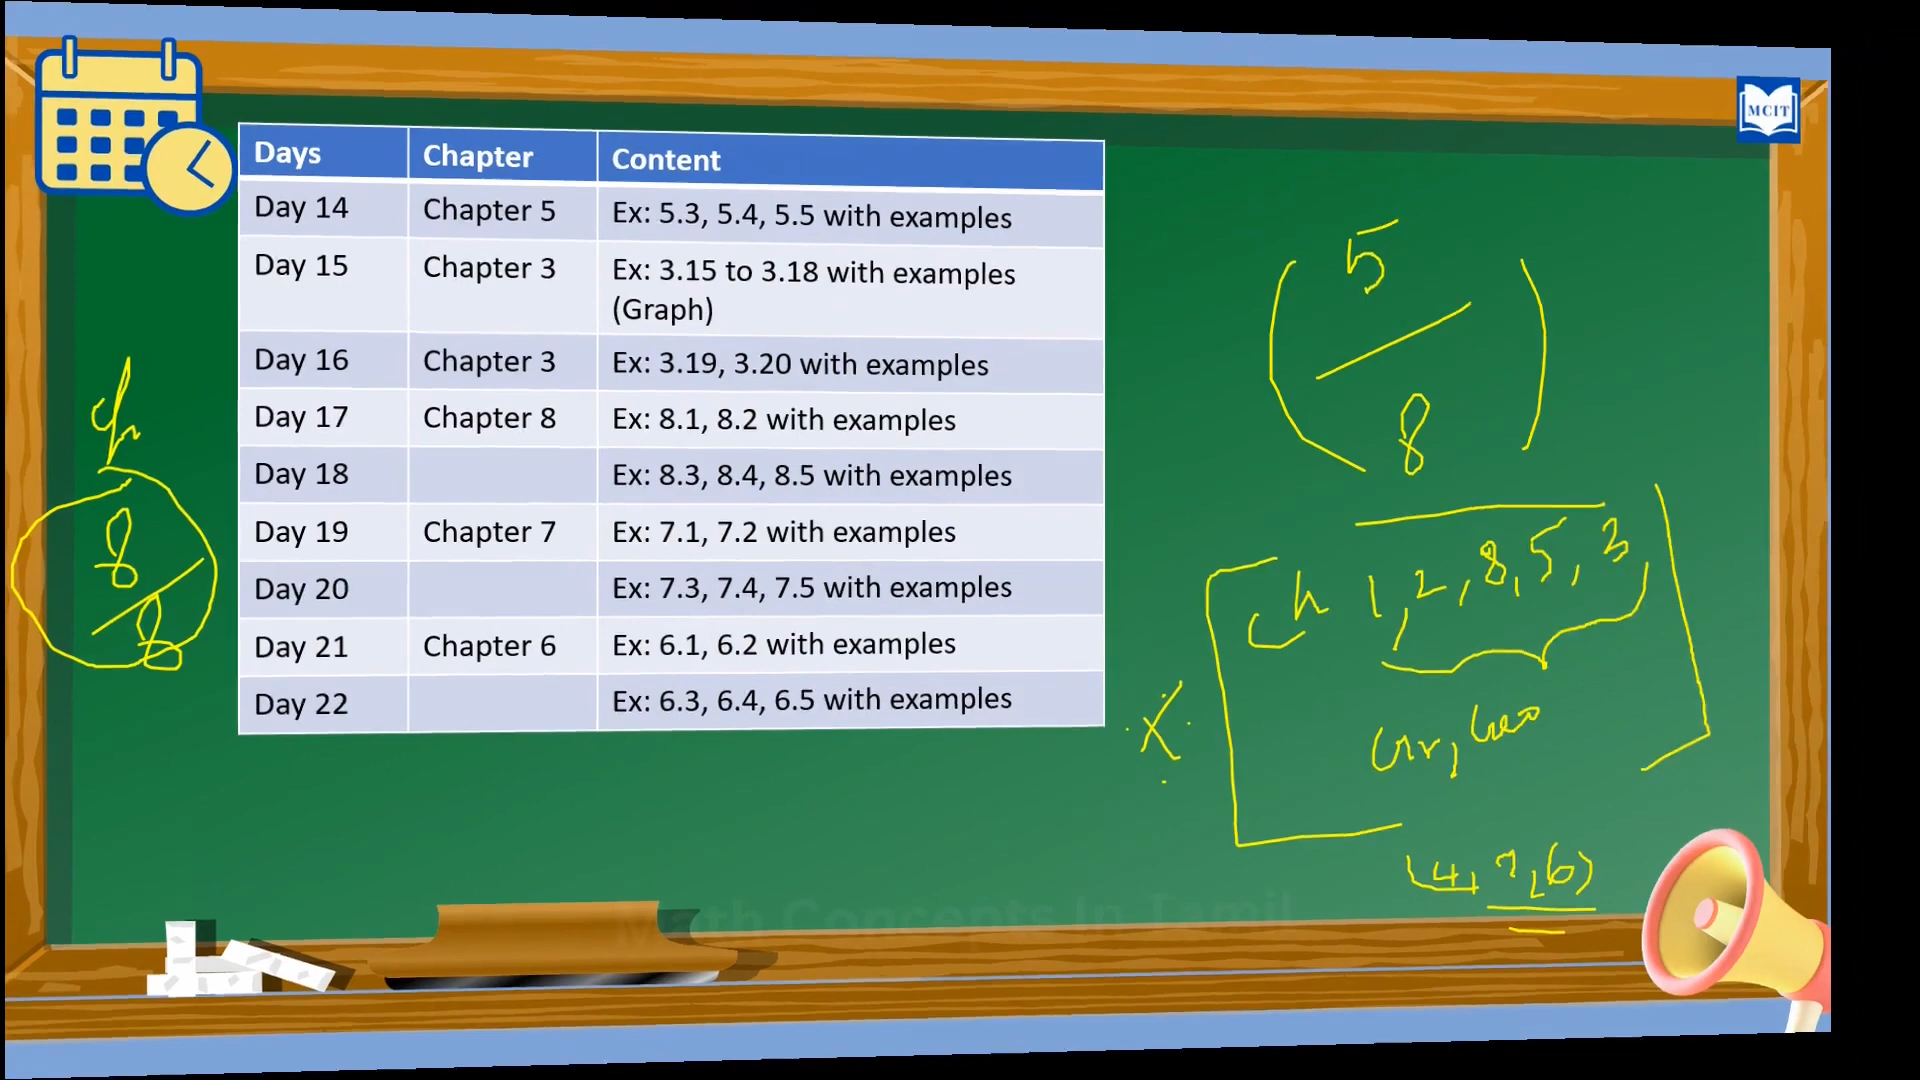 MCIT
Days Chapter Content
Day 14 Chapter 5 Ex: 5.3, 5.4, 5.5 with examples
Day 15 Chapter 3 Ex: 3.15 to 3.18 with examples
(Graph)
Day 16 Chapter 3 Ex: 3.19, 3.20 with examples
Day 17 Chapter 8 Ex: 8.1, 8.2 with examples
Day 18 Ex: 8.3, 8.4, 8.5 with examples
Day 19 Chapter 7 Ex: 7.1, 7.2 with examples
Day 20 Ex: 7.3, 7.4, 7.5 with examples
Day 21 Chapter 6 Ex: 6.1, 6.2 with examples
Day 22 Ex: 6.3, 6.4, 6.5 with examples
8
8
5
8
Ch 1, 2, 8, 5, 3
Gr, Geo
(4, 7, 6)
Math Concepts In Tamil